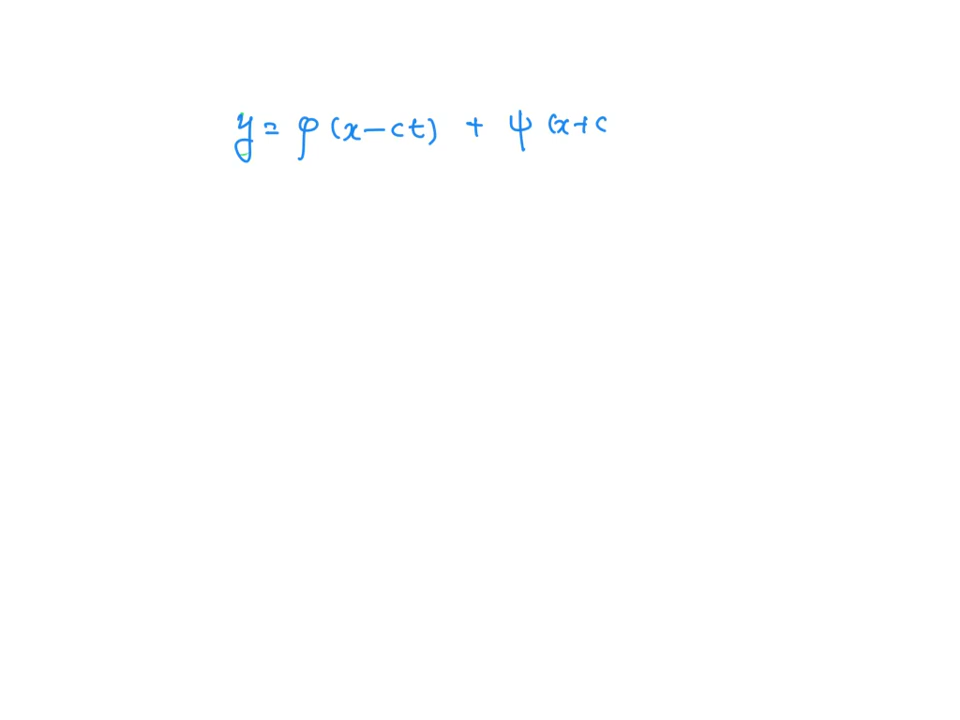 y = φ(x-ct) + ψ(x+c